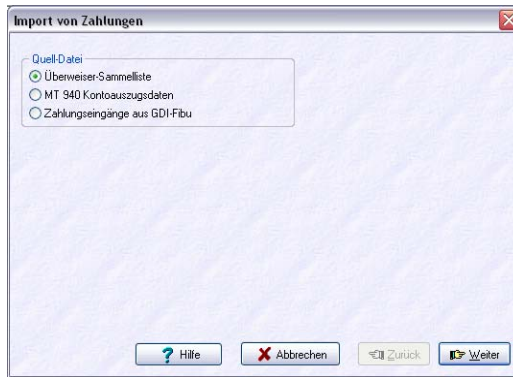 Import von Zahlungen
Quell-Datei
Überweiser-Sammelliste
MT 940 Kontoauszugsdaten
Zahlungseingänge aus GDI-Fibu
? Hilfe
Abbrechen
Zurück
Weiter